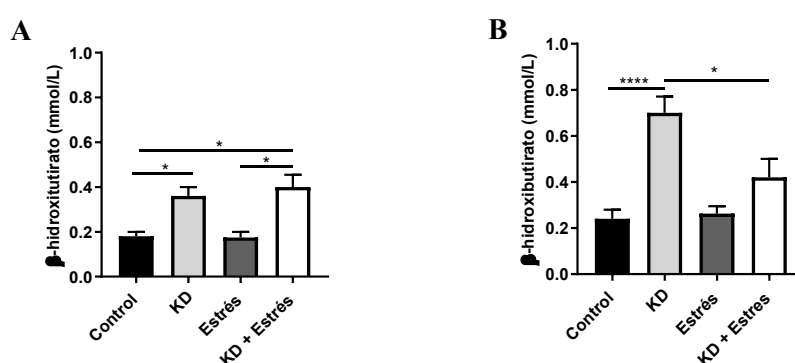 A
β-hidroxitutirato (mmol/L)
1.0
0.8
0.6
0.4
0.2
0.0
*
*
*
Control
KD
Estrés
KD + Estrés
B
β-hidroxibutirato (mmol/L)
1.0
0.8
0.6
0.4
0.2
0.0
****
*
Control
KD
Estrés
KD + Estres